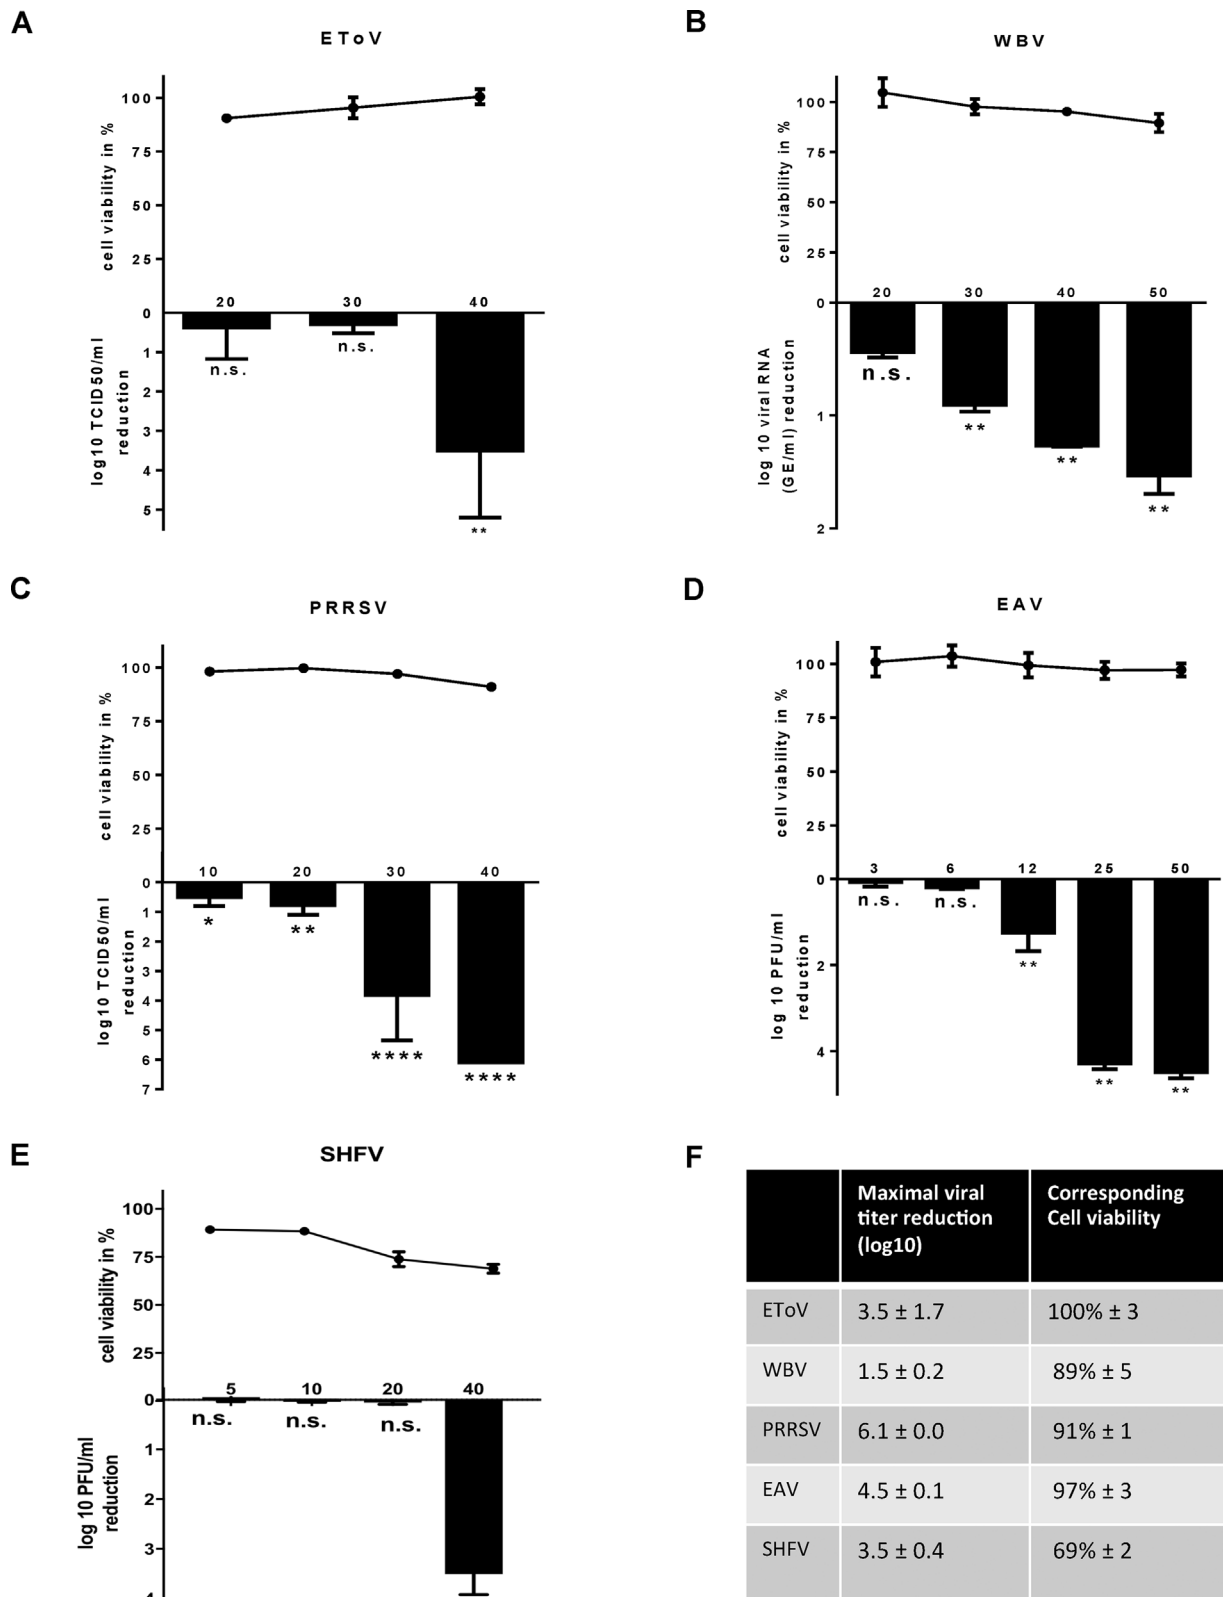 A
EToV
100
75
50
25
0
cell viability in %
20 30 40
1
2
3
4
5
log10 TCID50/ml
reduction
n.s.
n.s.
**
B
WBV
100
75
50
25
0
cell viability in %
20 30 40 50
1
2
log 10 viral RNA
(GE/ml) reduction
n.s.
**
**
**
C
PRRSV
100
75
50
25
0
cell viability in %
10 20 30 40
1
2
3
4
5
6
7
log10 TCID50/ml
reduction
*
**
****
****
D
EAV
100
75
50
25
0
cell viability in %
3 6 12 25 50
2
4
log 10 PFU/ml
reduction
n.s.
n.s.
**
**
**
E
SHFV
100
75
50
25
0
cell viability in %
5 10 20 40
1
2
3
log 10 PFU/ml
reduction
n.s.
n.s.
n.s.
F
Maximal viral
titer reduction
(log10)
Corresponding
Cell viability
EToV 3.5 ± 1.7 100% ± 3
WBV 1.5 ± 0.2 89% ± 5
PRRSV 6.1 ± 0.0 91% ± 1
EAV 4.5 ± 0.1 97% ± 3
SHFV 3.5 ± 0.4 69% ± 2